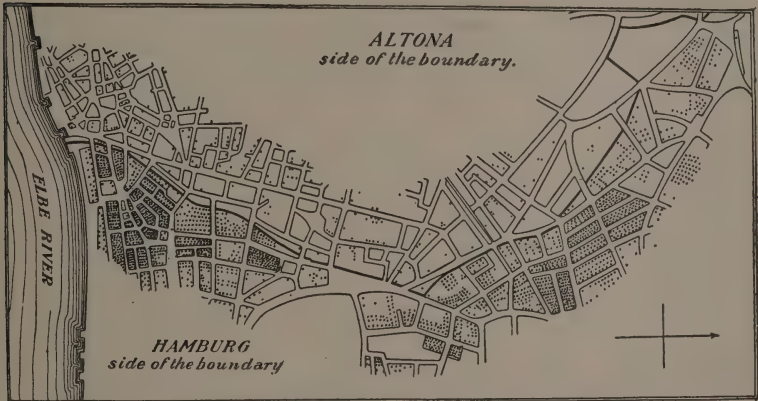 ALTONA
side of the boundary.
ELBE RIVER
HAMBURG
side of the boundary